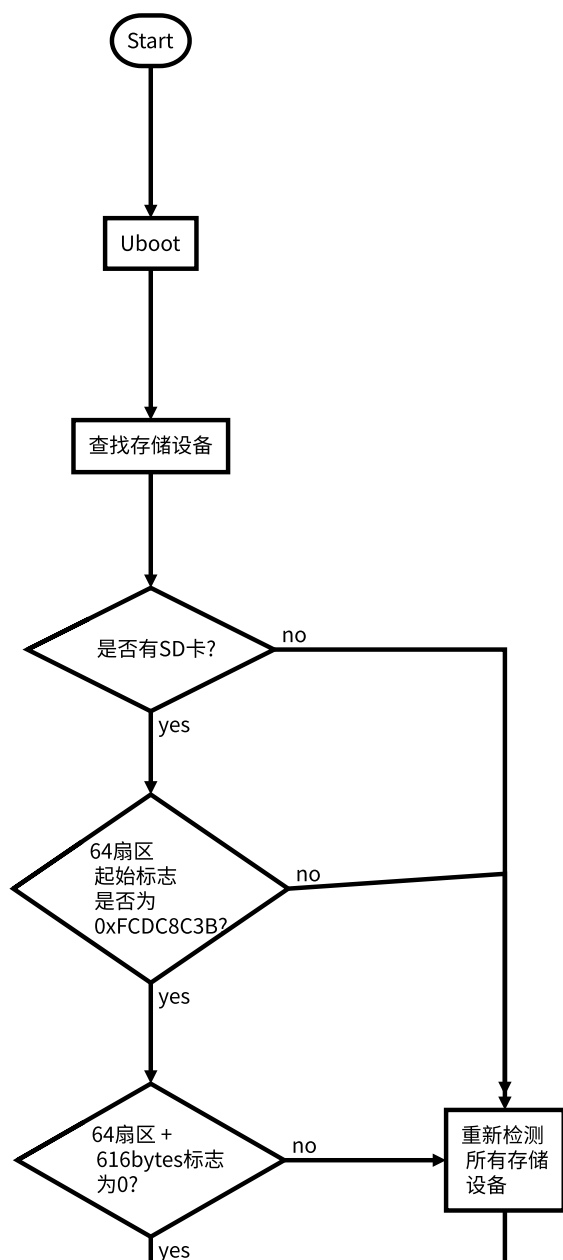 Start
Uboot
查找存储设备
是否有SD卡?
no
yes
64扇区
起始标志
是否为
0xFCDC8C3B?
no
yes
64扇区 +
616bytes标志
为0?
no
重新检测
所有存储
设备
yes